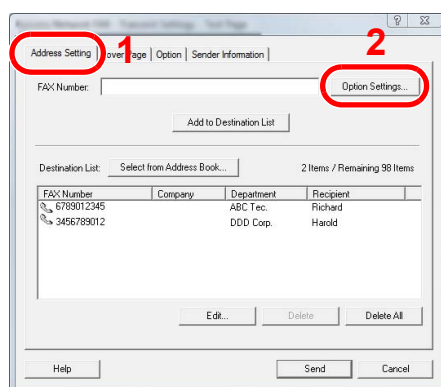 Address Setting 1 Cover Page Option Sender Information 2
FAX Number: Option Settings...
Add to Destination List
Destination List: Select from Address Book... 2 Items / Remaining 98 Items
FAX Number Company Department Recipient
6789012345 ABC Tec. Richard
3456789012 DDD Corp. Harold
Edit... Delete Delete All
Help Send Cancel